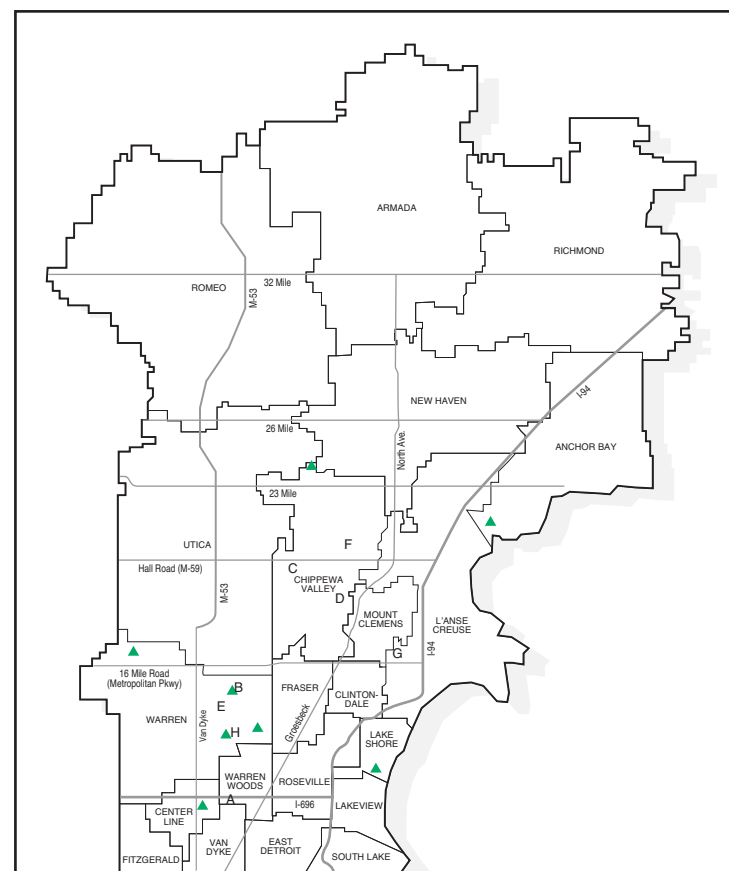 ARMADA
RICHMOND
ROMEO
32 Mile
M-53
I-94
NEW HAVEN
ANCHOR BAY
26 Mile
North Ave.
23 Mile
UTICA
F
Hall Road (M-59)
C
CHIPPEWA
VALLEY
M-53
D
MOUNT
CLEMENS
L'ANSE
CREUSE
I-94
G
16 Mile Road
(Metropolitan Pkwy)
B
FRASER
CLINTON-
DALE
E
WARREN
Van Dyke
Groesbeck
H
LAKE
SHORE
WARREN
WOODS
ROSEVILLE
A
I-696
LAKEVIEW
CENTER
LINE
VAN
DYKE
EAST
DETROIT
FITZGERALD
SOUTH LAKE